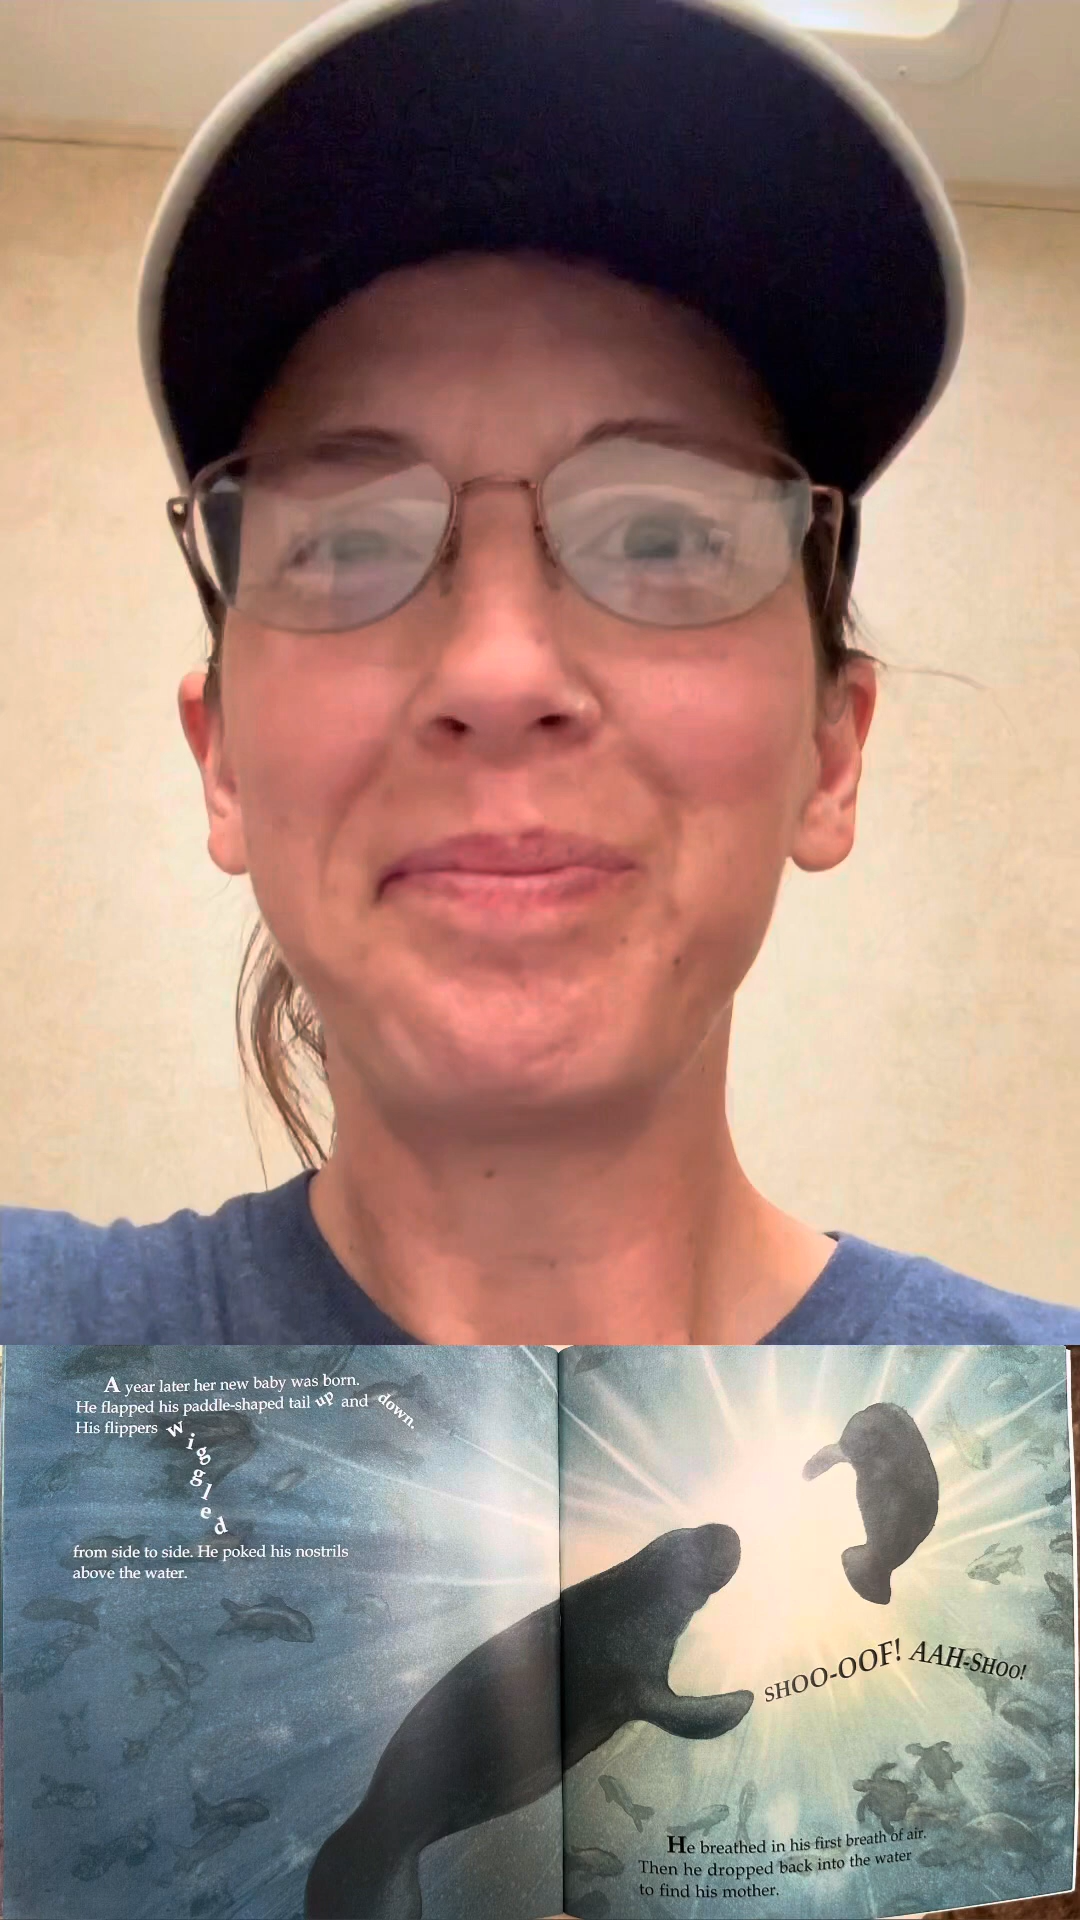 A year later her new baby was born.
He flapped his paddle-shaped tail up and down.
His flippers wiggled
from side to side. He poked his nostrils
above the water.
SHOO-OOF! AAH-SHOO!
He breathed in his first breath of air.
Then he dropped back into the water
to find his mother.